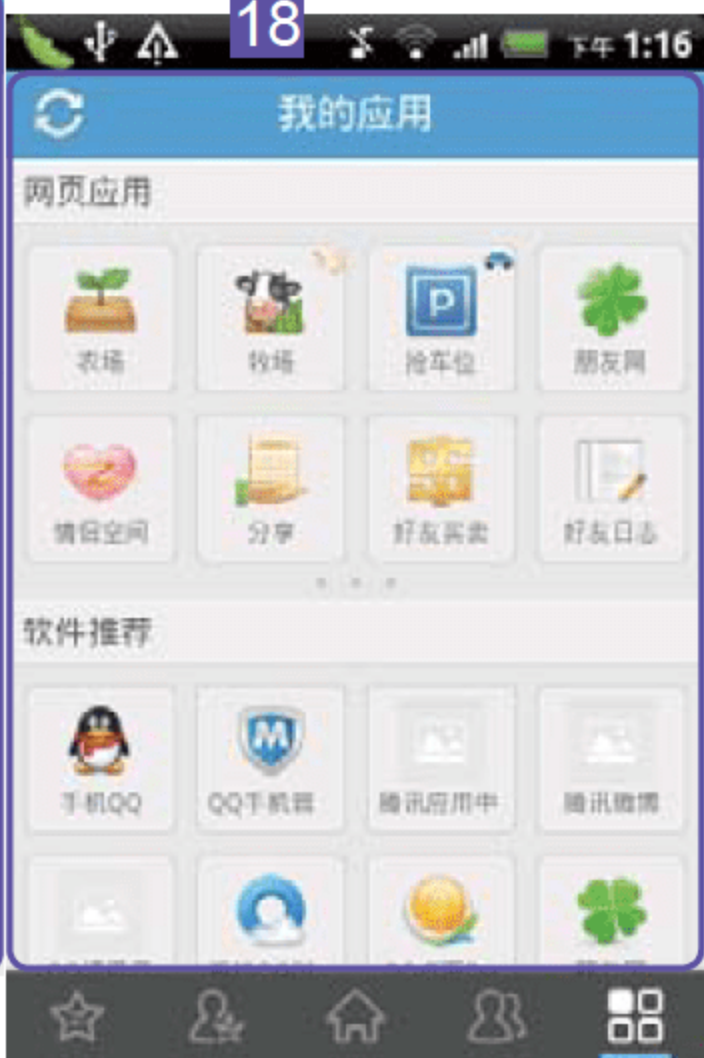 18
下午 1:16
我的应用
网页应用
农场 牧场 抢车位 朋友网
情侣空间 分享 好友买卖 好友日志
软件推荐
手机QQ QQ手机管 腾讯应用中 腾讯微博